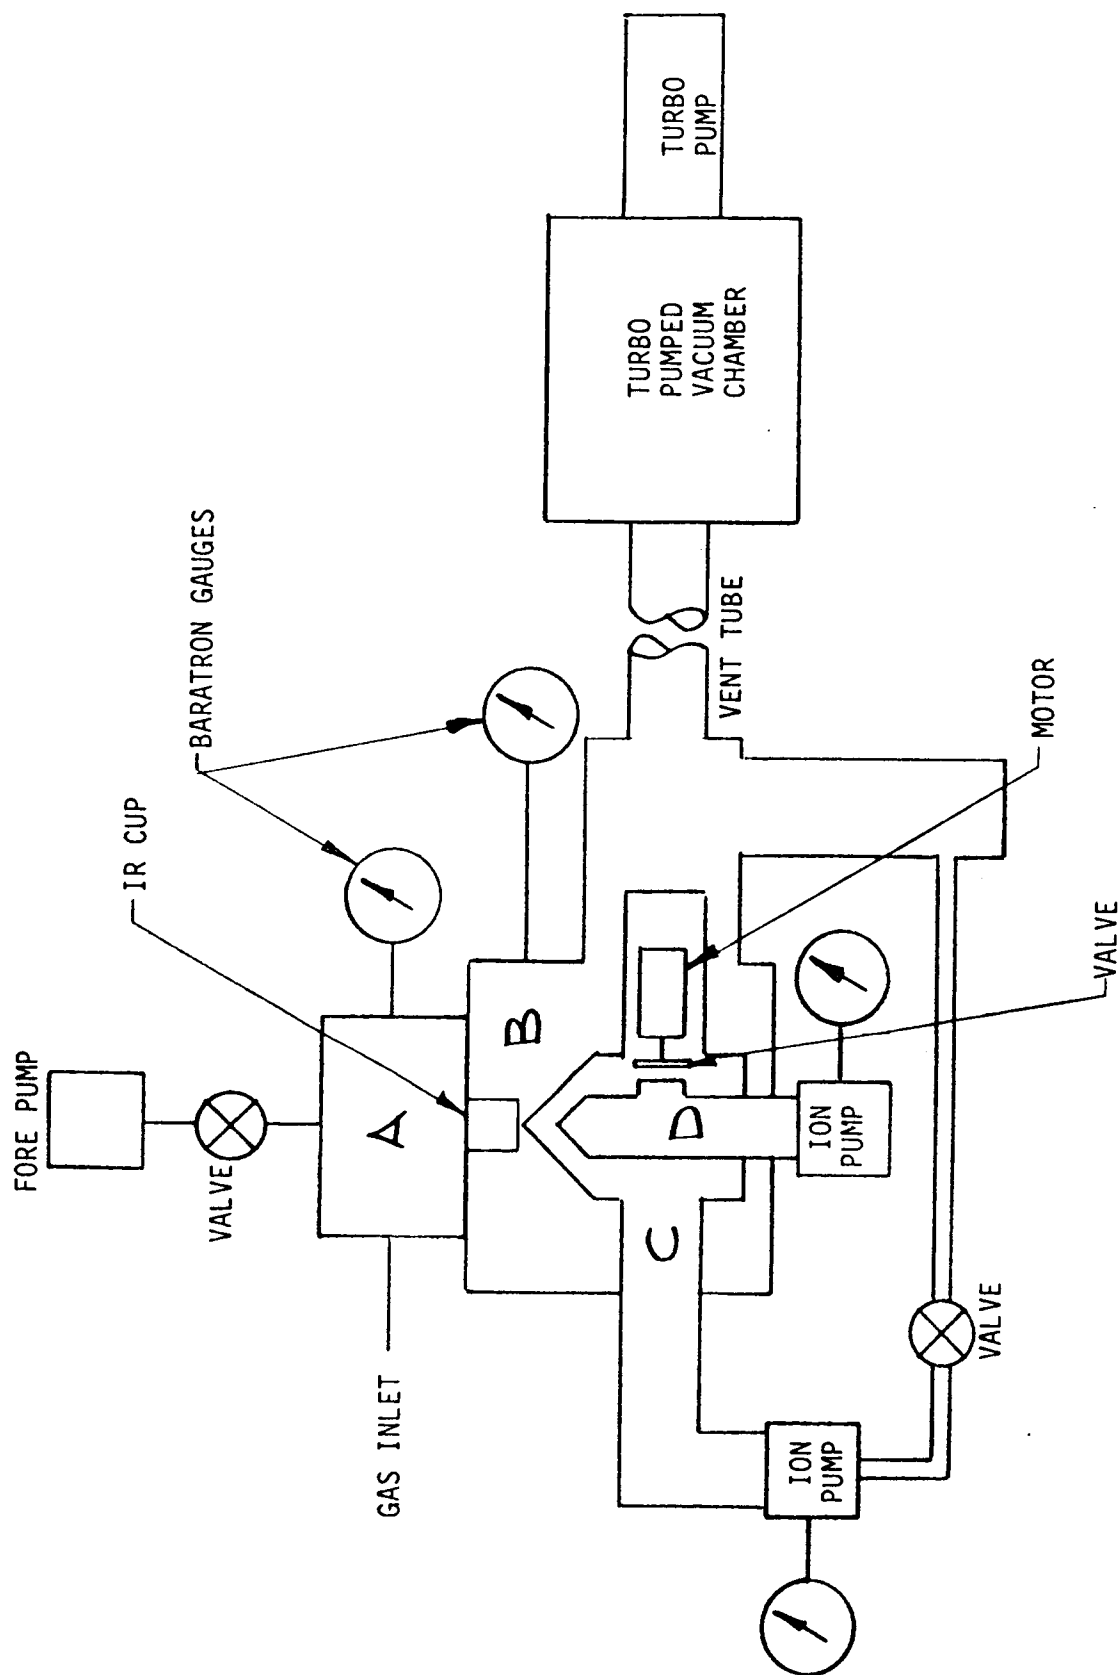 FORE PUMP
VALVE
GAS INLET
IR CUP
BARATRON GAUGES
A
B
C
D
ION
PUMP
ION
PUMP
VALVE
VALVE
MOTOR
VENT TUBE
TURBO
PUMPED
VACUUM
CHAMBER
TURBO
PUMP